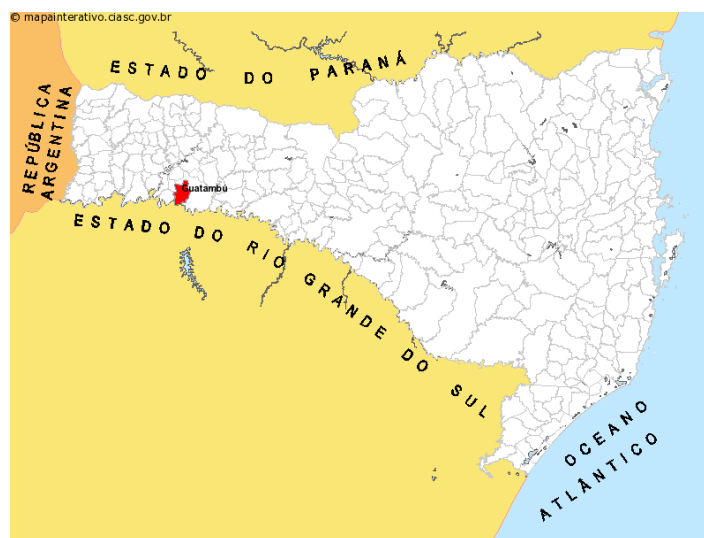 © mapainterativo.ciasc.gov.br
ESTADO DO PARANÁ
REPÚBLICA
ARGENTINA
Guatambú
ESTADO DO RIO GRANDE DO SUL
OCEANO
ATLÂNTICO